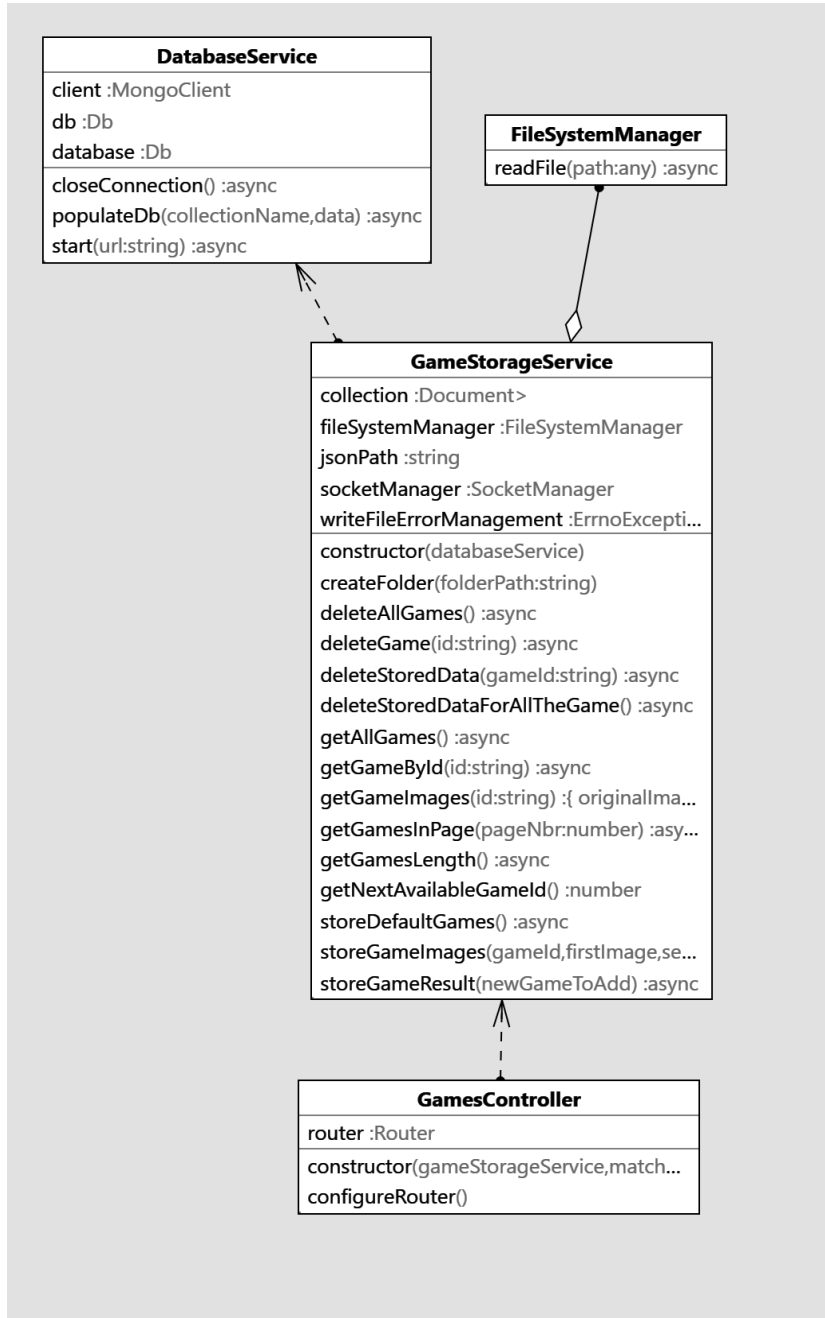 DatabaseService
client :MongoClient
db :Db
database :Db
closeConnection() :async
populateDb(collectionName,data) :async
start(url:string) :async
FileSystemManager
readFile(path:any) :async
GameStorageService
collection :Document>
fileSystemManager :FileSystemManager
jsonPath :string
socketManager :SocketManager
writeFileErrorManagement :ErrnoExcepti...
constructor(databaseService)
createFolder(folderPath:string)
deleteAllGames() :async
deleteGame(id:string) :async
deleteStoredData(gameId:string) :async
deleteStoredDataForAllTheGame() :async
getAllGames() :async
getGameById(id:string) :async
getGameImages(id:string) :{ originalIma...
getGamesInPage(pageNbr:number) :asy...
getGamesLength() :async
getNextAvailableGameId() :number
storeDefaultGames() :async
storeGameImages(gameId,firstImage,se...
storeGameResult(newGameToAdd) :async
GamesController
router :Router
constructor(gameStorageService,match...
configureRouter()